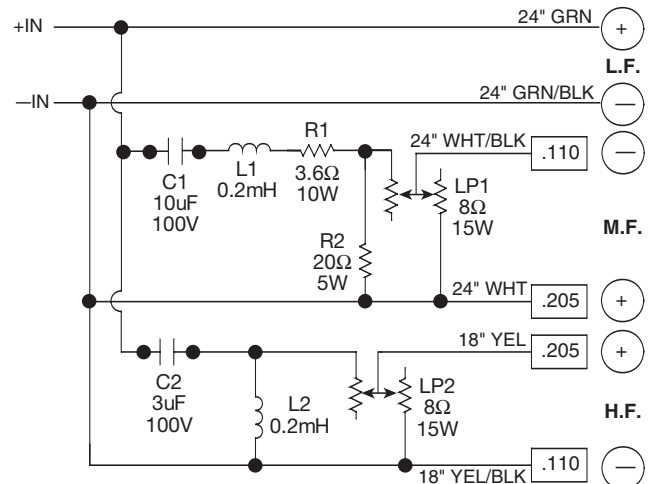 +IN
24" GRN
+
L.F.
—IN
24" GRN/BLK
—
R1
24" WHT/BLK
.110
—
L1
0.2mH
3.6Ω
10W
C1
10uF
100V
LP1
8Ω
15W
M.F.
R2
20Ω
5W
24" WHT
.205
+
18" YEL
.205
+
C2
3uF
100V
L2
0.2mH
LP2
8Ω
15W
H.F.
18" YEL/BLK
.110
—